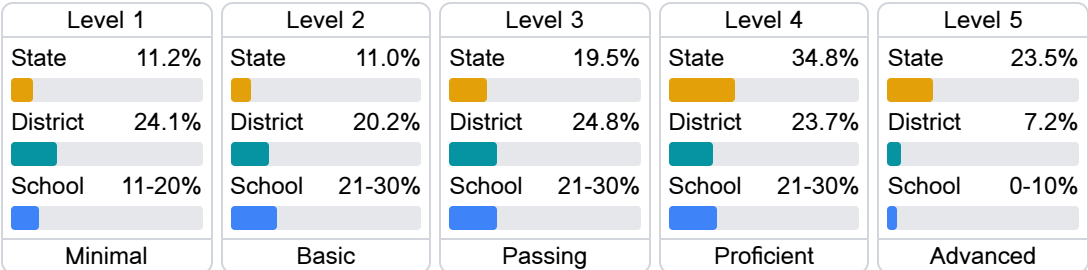 Level 1
State 11.2%
District 24.1%
School 11-20%
Minimal
Level 2
State 11.0%
District 20.2%
School 21-30%
Basic
Level 3
State 19.5%
District 24.8%
School 21-30%
Passing
Level 4
State 34.8%
District 23.7%
School 21-30%
Proficient
Level 5
State 23.5%
District 7.2%
School 0-10%
Advanced